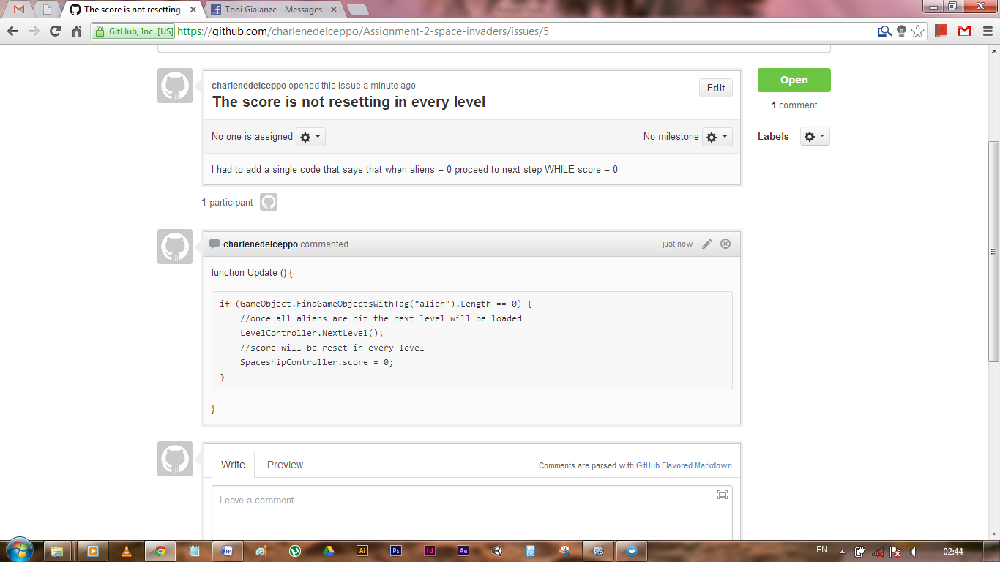 The score is not resetting
Toni Gialanze - Messages
GitHub, Inc. [US] https://github.com/charlenedelceppo/Assignment-2-space-invaders/issues/5
charlenedelceppo opened this issue a minute ago
Edit
The score is not resetting in every level
Open
1 comment
No one is assigned
No milestone
Labels
I had to add a single code that says that when aliens = 0 proceed to next step WHILE score = 0
1 participant
charlenedelceppo commented
just now
function Update () {
if (GameObject.FindGameObjectsWithTag("alien").Length == 0) {
//once all aliens are hit the next level will be loaded
LevelController.NextLevel();
//score will be reset in every level
SpaceshipController.score = 0;
}
}
Write
Preview
Comments are parsed with GitHub Flavored Markdown
Leave a comment
Ai
Ps
Id
Ae
EN
02:44